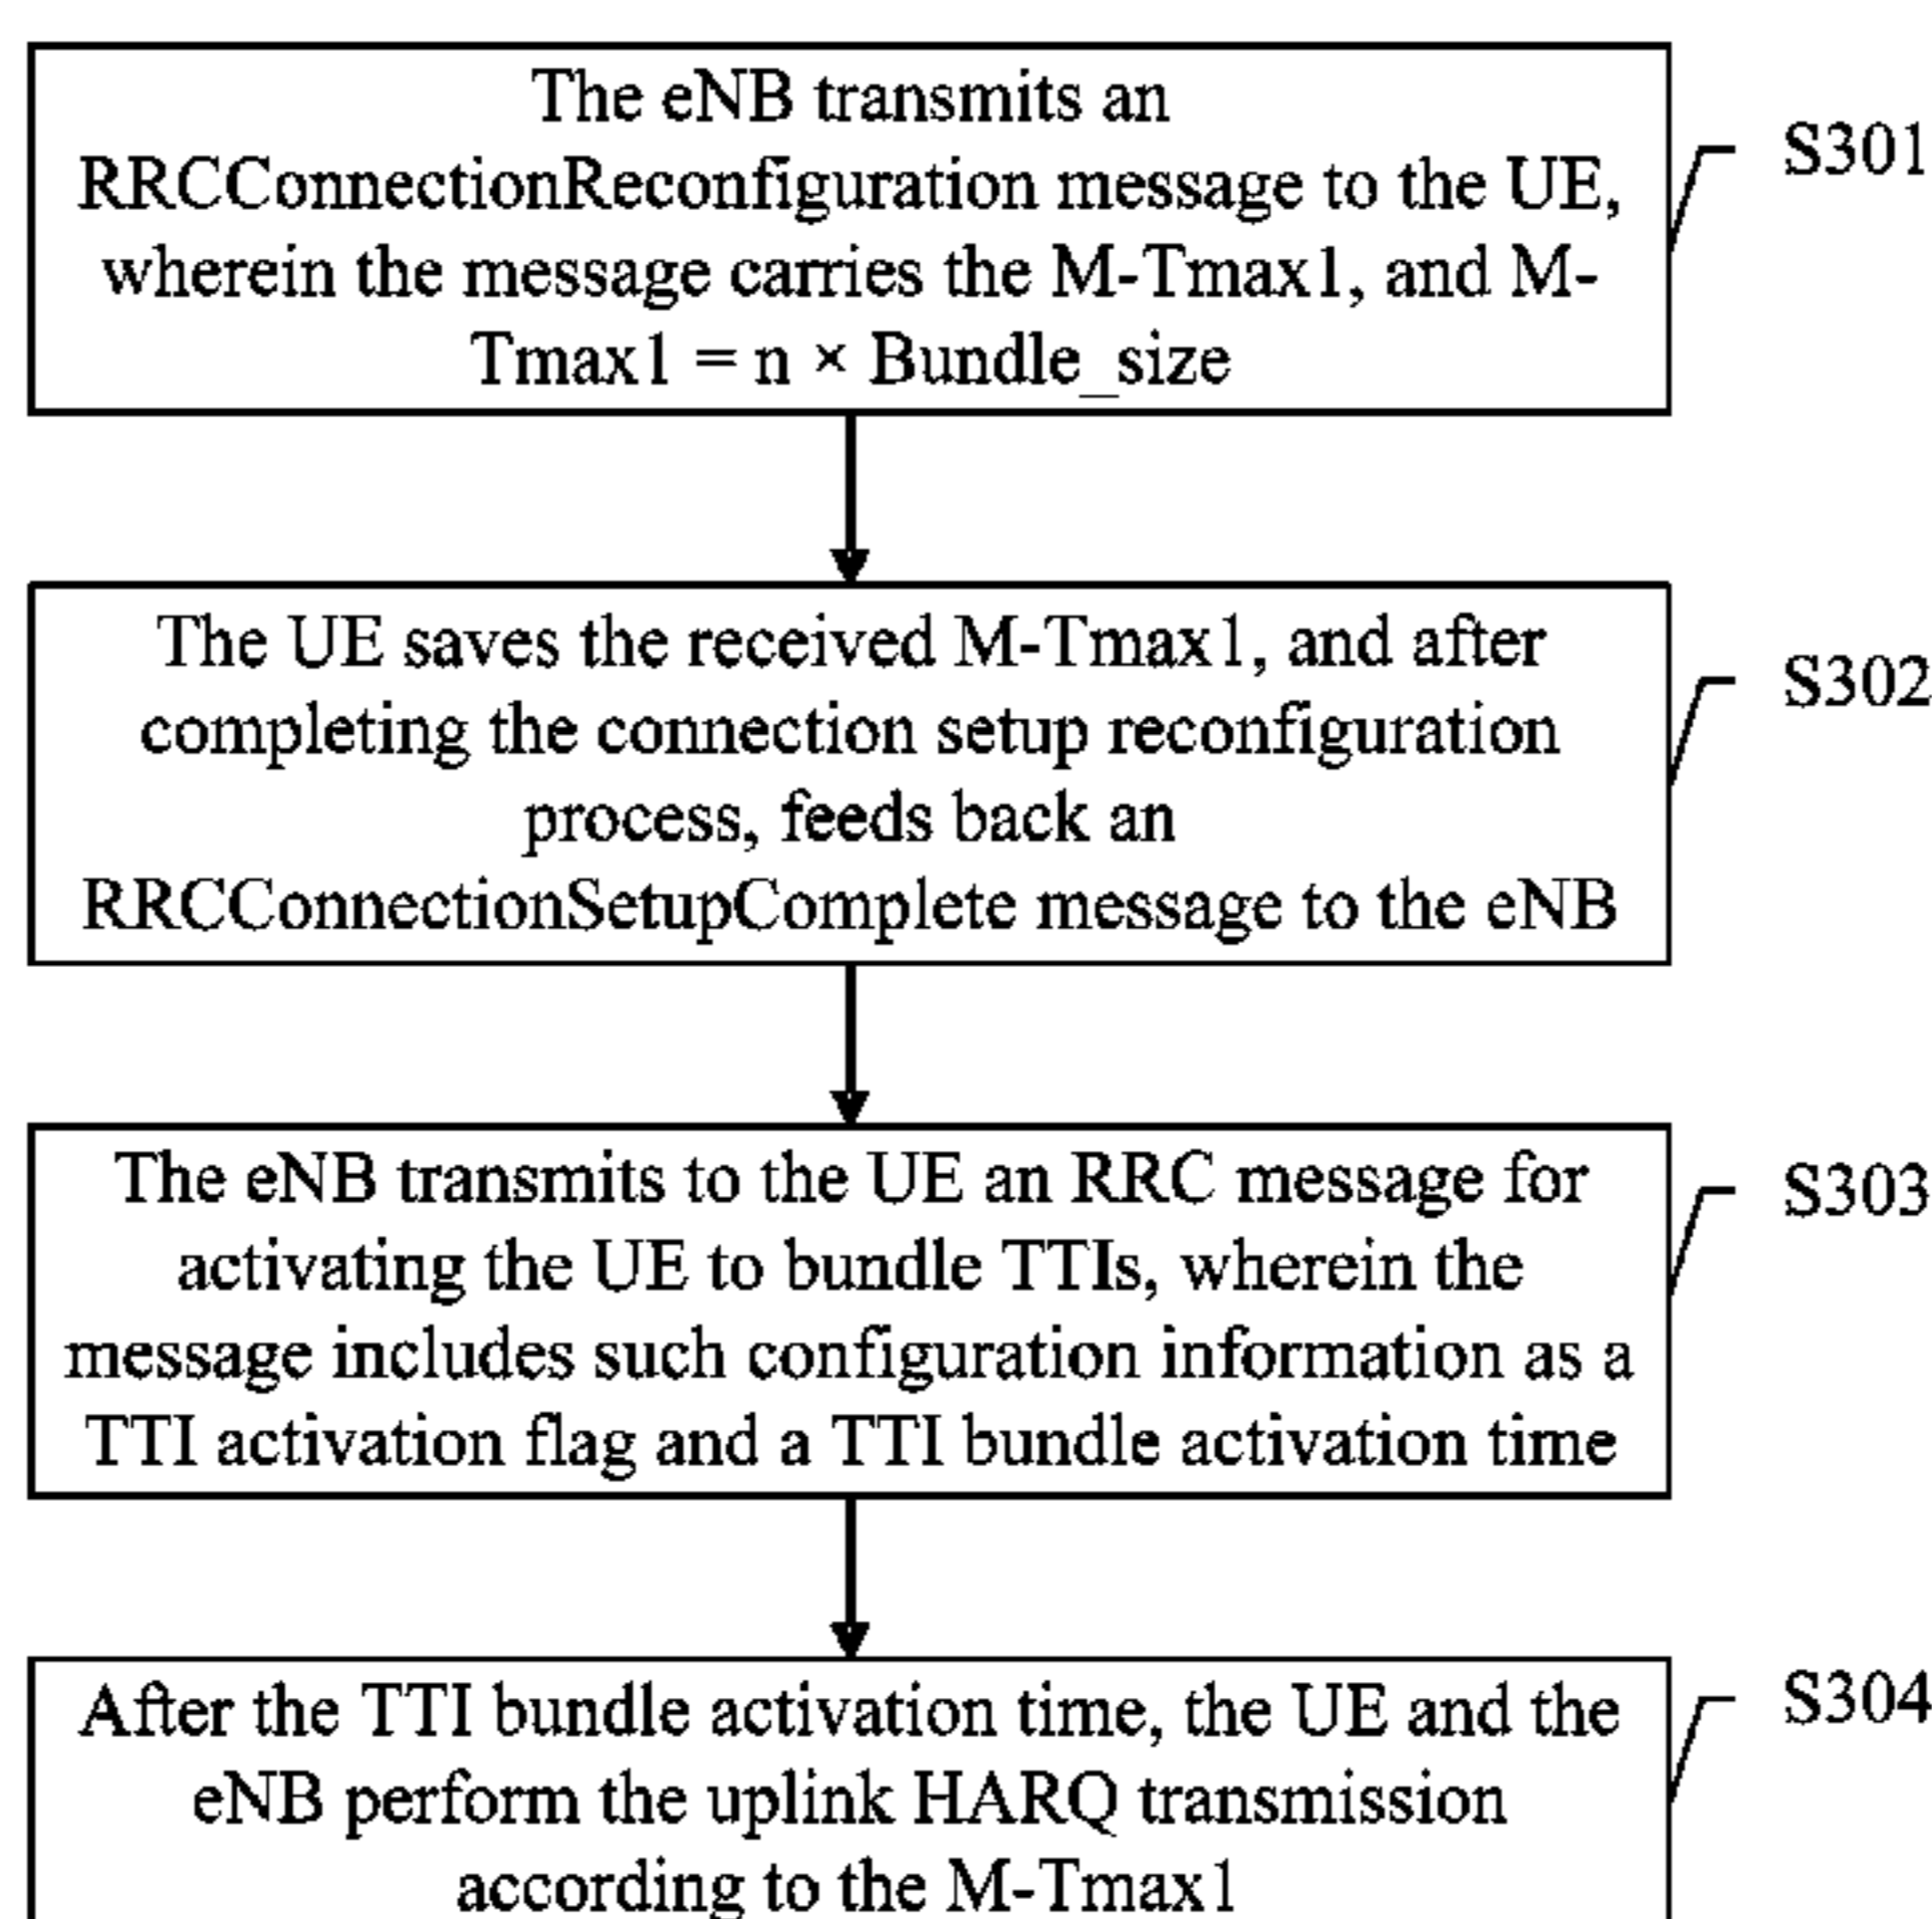 The eNB transmits an
RRCConnectionReconfiguration message to the UE,
wherein the message carries the M-Tmax1, and M-
Tmax1 = n × Bundle_size
S301
The UE saves the received M-Tmax1, and after
completing the connection setup reconfiguration
process, feeds back an
RRCConnectionSetupComplete message to the eNB
S302
The eNB transmits to the UE an RRC message for
activating the UE to bundle TTIs, wherein the
message includes such configuration information as a
TTI activation flag and a TTI bundle activation time
S303
After the TTI bundle activation time, the UE and the
eNB perform the uplink HARQ transmission
according to the M-Tmax1
S304